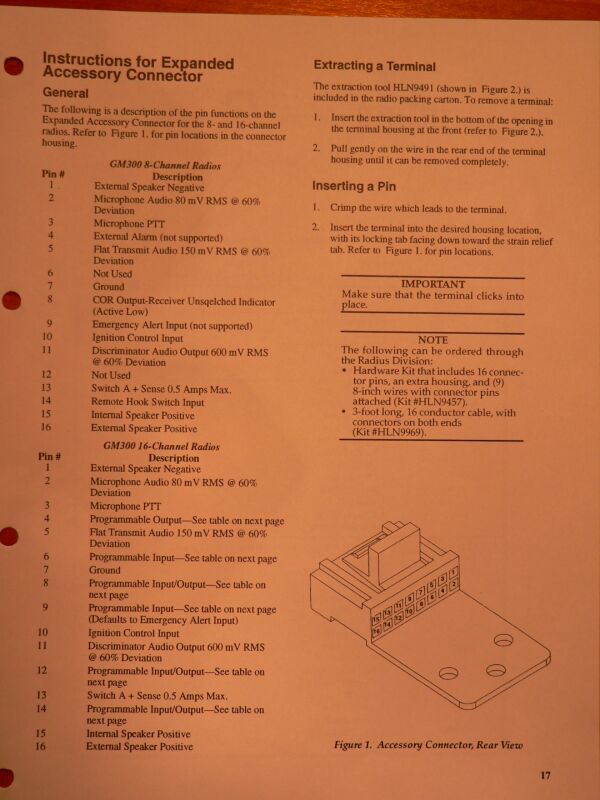 Instructions for Expanded
Accessory Connector
General
The following is a description of the pin functions on the
Expanded Accessory Connector for the 8- and 16-channel
radios. Refer to Figure 1. for pin locations in the connector
housing.
GM300 8-Channel Radios
Pin # Description
1 External Speaker Negative
2 Microphone Audio 80 mV RMS @ 60%
Deviation
3 Microphone PTT
4 External Alarm (not supported)
5 Flat Transmit Audio 150 mV RMS @ 60%
Deviation
6 Not Used
7 Ground
8 COR Output-Receiver Unsqelched Indicator
(Active Low)
9 Emergency Alert Input (not supported)
10 Ignition Control Input
11 Discriminator Audio Output 600 mV RMS
@ 60% Deviation
12 Not Used
13 Switch A + Sense 0.5 Amps Max.
14 Remote Hook Switch Input
15 Internal Speaker Positive
16 External Speaker Positive
GM300 16-Channel Radios
Pin # Description
1 External Speaker Negative
2 Microphone Audio 80 mV RMS @ 60%
Deviation
3 Microphone PTT
4 Programmable Output—See table on next page
5 Flat Transmit Audio 150 mV RMS @ 60%
Deviation
6 Programmable Input—See table on next page
7 Ground
8 Programmable Input/Output—See table on
next page
9 Programmable Input—See table on next page
(Defaults to Emergency Alert Input)
10 Ignition Control Input
11 Discriminator Audio Output 600 mV RMS
@ 60% Deviation
12 Programmable Input/Output—See table on
next page
13 Switch A + Sense 0.5 Amps Max.
14 Programmable Input/Output—See table on
next page
15 Internal Speaker Positive
16 External Speaker Positive
Extracting a Terminal
The extraction tool HLN9491 (shown in Figure 2.) is
included in the radio packing carton. To remove a terminal:
1. Insert the extraction tool in the bottom of the opening in
the terminal housing at the front (refer to Figure 2.).
2. Pull gently on the wire in the rear end of the terminal
housing until it can be removed completely.
Inserting a Pin
1. Crimp the wire which leads to the terminal.
2. Insert the terminal into the desired housing location,
with its locking tab facing down toward the strain relief
tab. Refer to Figure 1. for pin locations.
IMPORTANT
Make sure that the terminal clicks into
place.
NOTE
The following can be ordered through
the Radius Division:
• Hardware Kit that includes 16 connec-
tor pins, an extra housing, and (9)
8-inch wires with connector pins
attached (Kit #HLN9457).
• 3-foot long, 16 conductor cable, with
connectors on both ends
(Kit #HLN9969).
15 13 11 9 7 5 3 1
16 14 12 10 8 6 4 2
Figure 1. Accessory Connector, Rear View
17